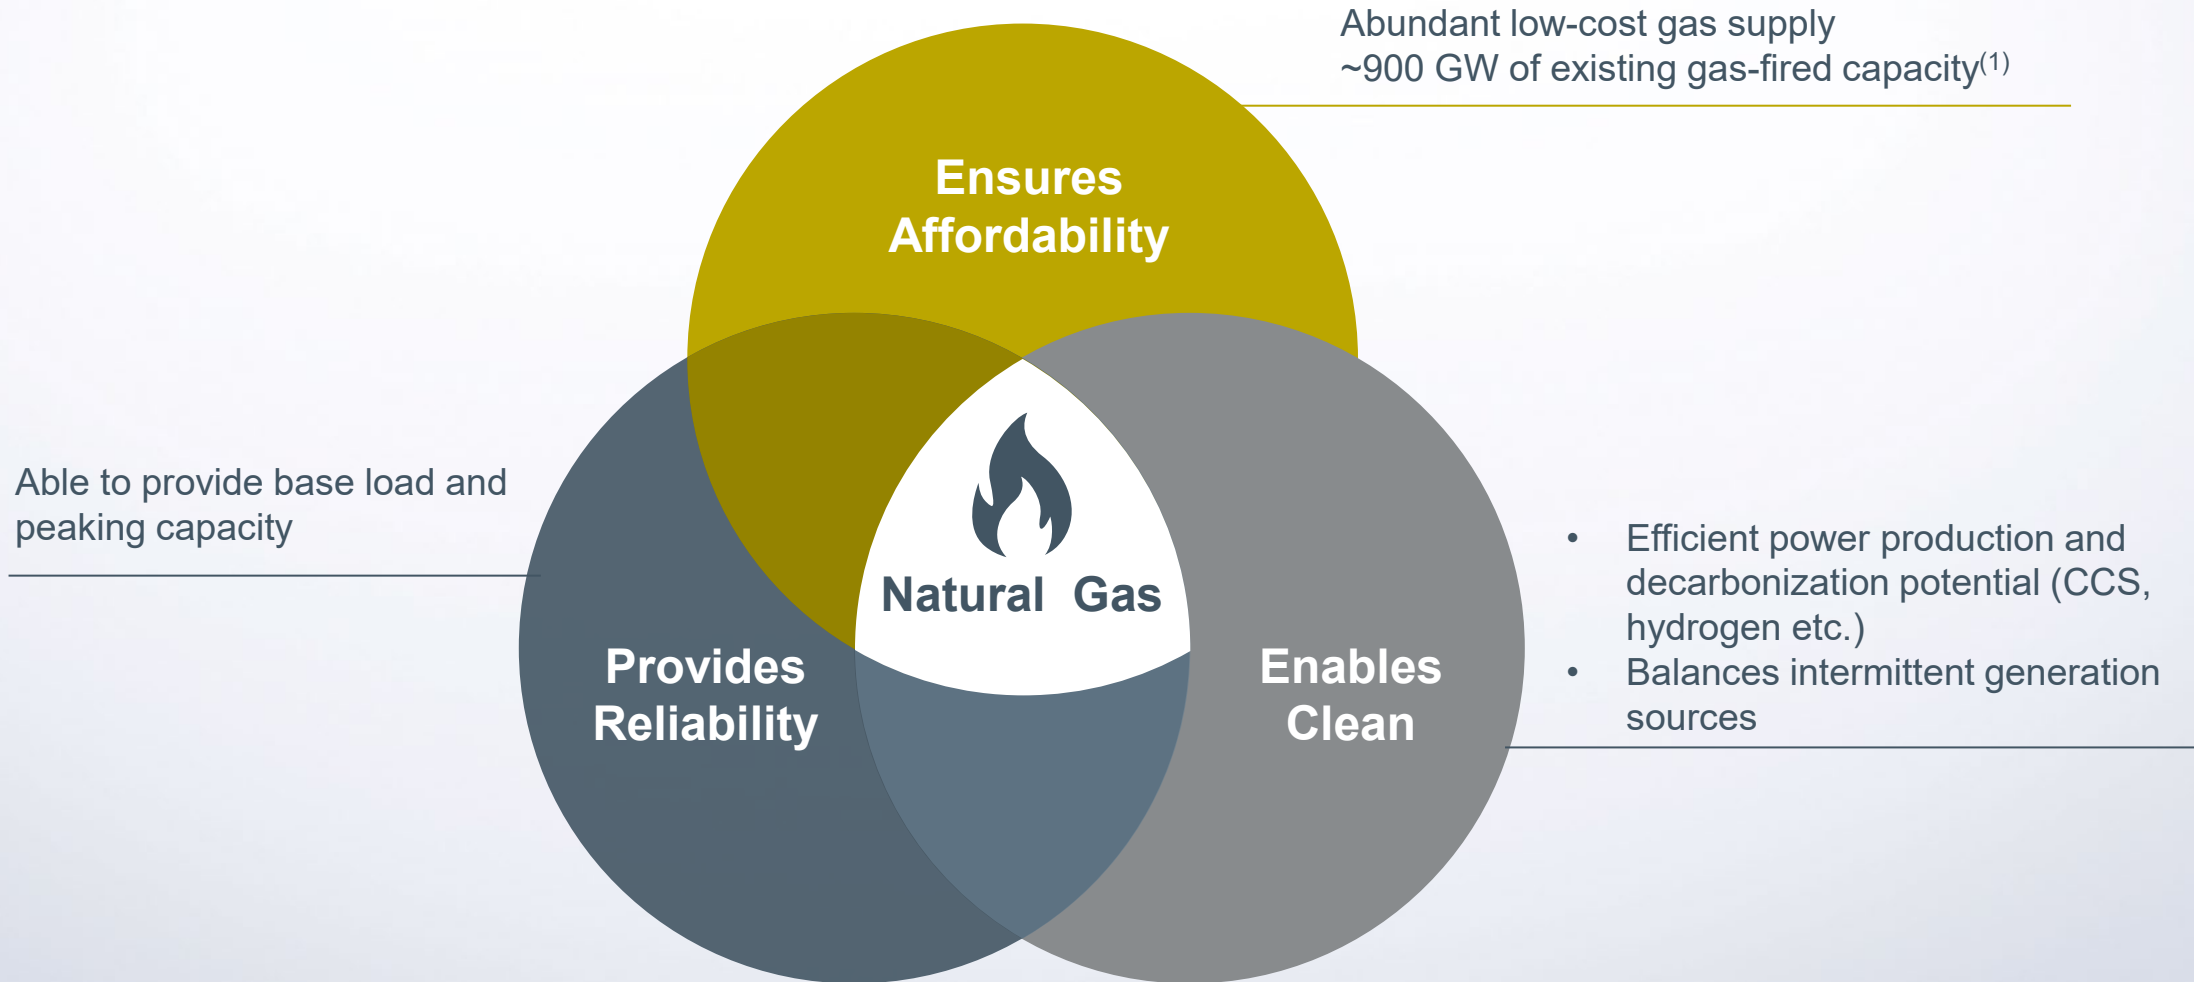 Abundant low-cost gas supply
~900 GW of existing gas-fired capacity(1)
Ensures
Affordability
Able to provide base load and
peaking capacity
Natural Gas
Provides
Reliability
Enables
Clean
• Efficient power production and
decarbonization potential (CCS,
hydrogen etc.)
• Balances intermittent generation
sources